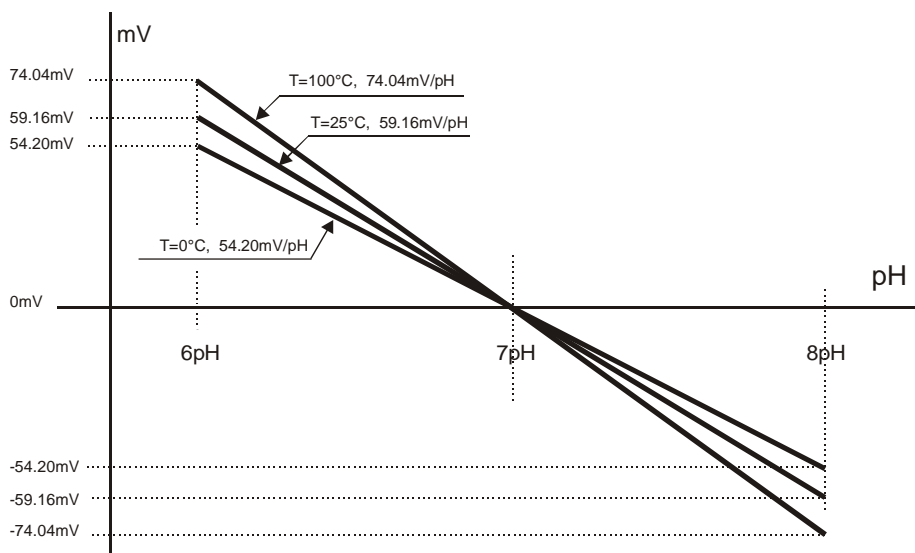 mV
74.04mV
T=100°C, 74.04mV/pH
59.16mV
T=25°C, 59.16mV/pH
54.20mV
T=0°C, 54.20mV/pH
pH
0mV
6pH
7pH
8pH
-54.20mV
-59.16mV
-74.04mV